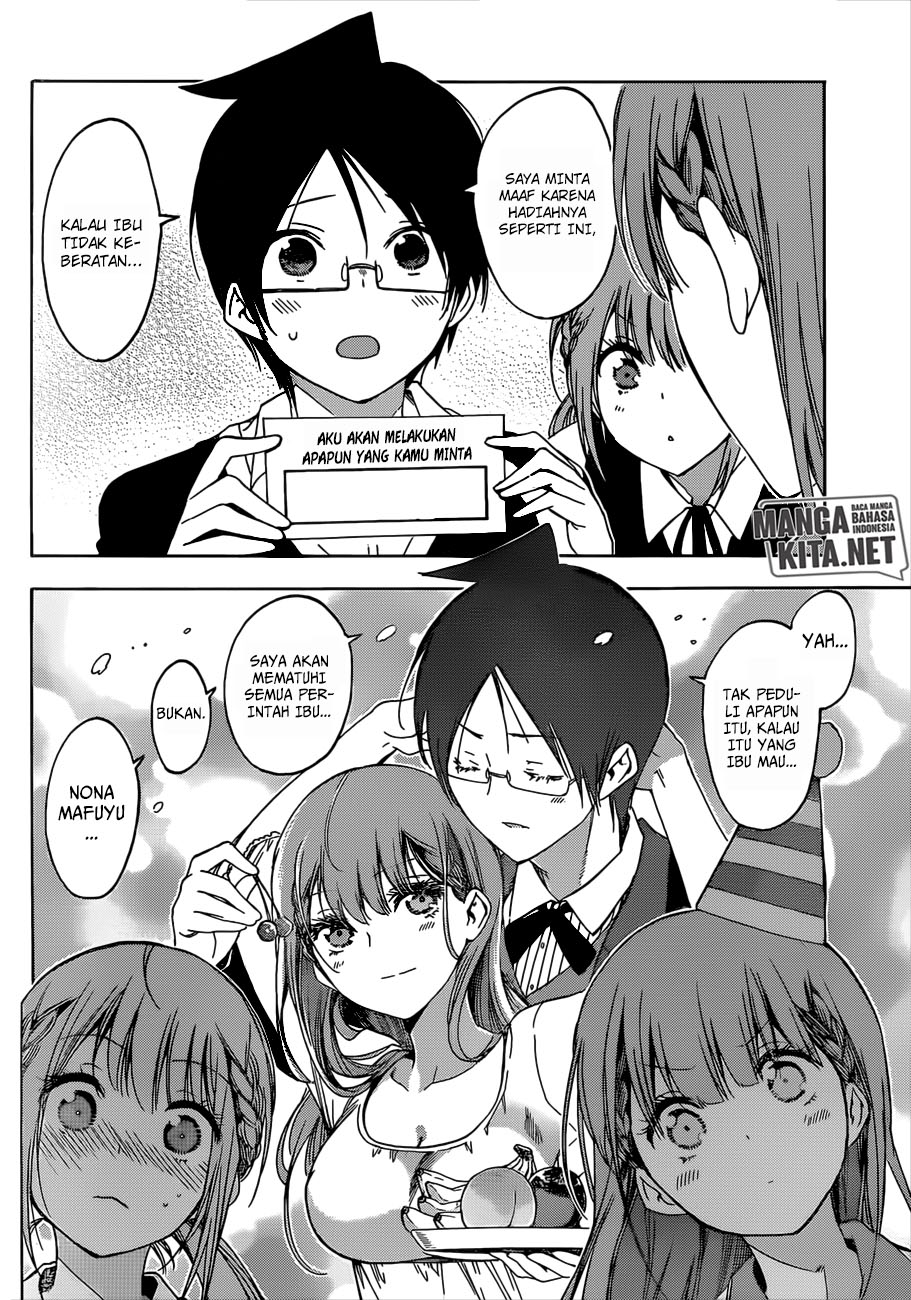 SAYA MINTA
MAAF KARENA
HADIAHNYA
SEPERTI INI,
KALAU IBU
TIDAK KE-
BERATAN...
AKU AKAN MELAKUKAN
APAPUN YANG KAMU MINTA
MANGA
KITA.NET
BACA MANGA
BAHASA
INDONESIA
YAH...
TAK PEDU-
LI APAPUN
ITU, KALAU
ITU YANG
IBU MAU...
SAYA AKAN
MEMATUHI
SEMUA PER-
INTAH IBU...
BUKAN.
NONA
MAFUYU
...